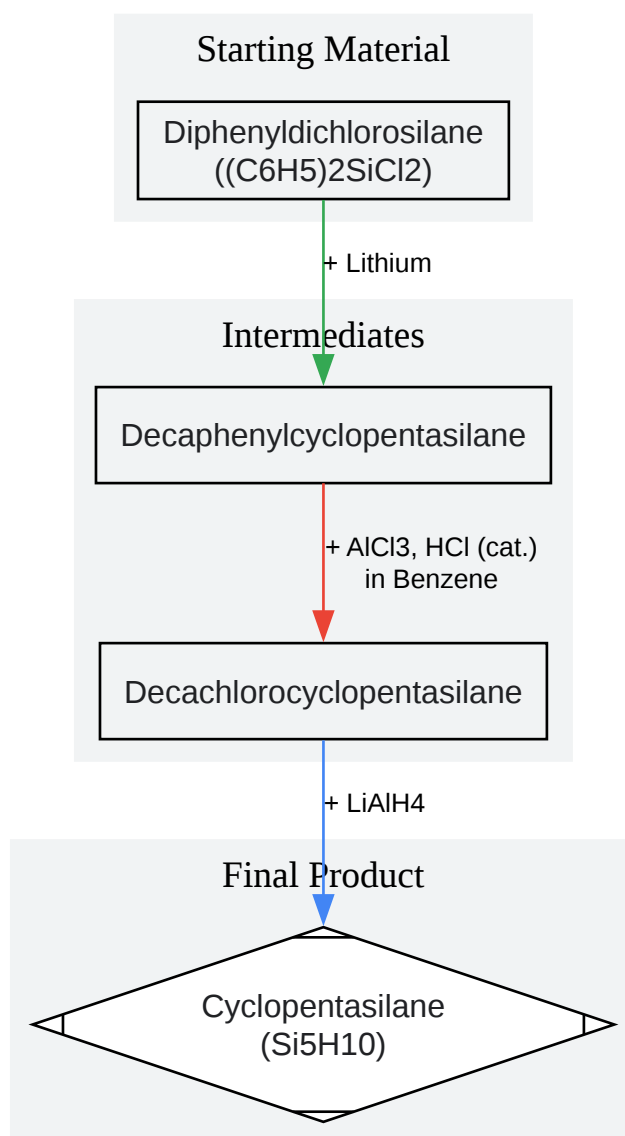 Starting Material
Diphenyldichlorosilane
((C6H5)2SiCl2)
+ Lithium
Intermediates
Decaphenylcyclopentasilane
+ AlCl3, HCl (cat.)
in Benzene
Decachlorocyclopentasilane
+ LiAlH4
Final Product
Cyclopentasilane
(Si5H10)